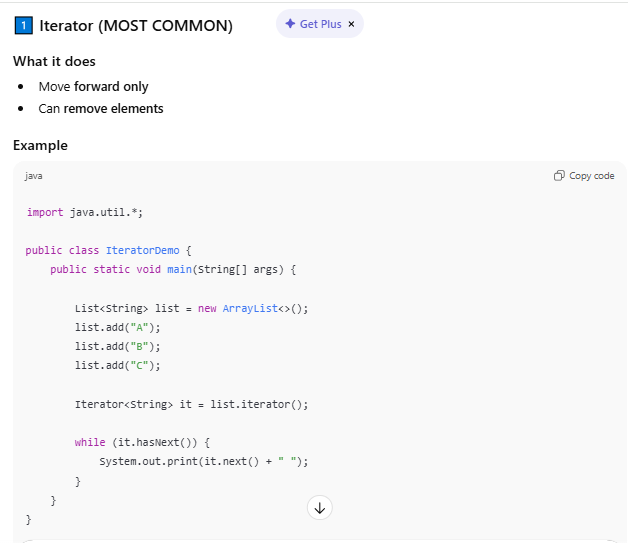 1 Iterator (MOST COMMON)
Get Plus ×
What it does
• Move forward only
• Can remove elements
Example
java
Copy code
import java.util.*;
public class IteratorDemo {
    public static void main(String[] args) {
        List<String> list = new ArrayList<>();
        list.add("A");
        list.add("B");
        list.add("C");
        Iterator<String> it = list.iterator();
        while (it.hasNext()) {
            System.out.print(it.next() + " ");
        }
    }
}